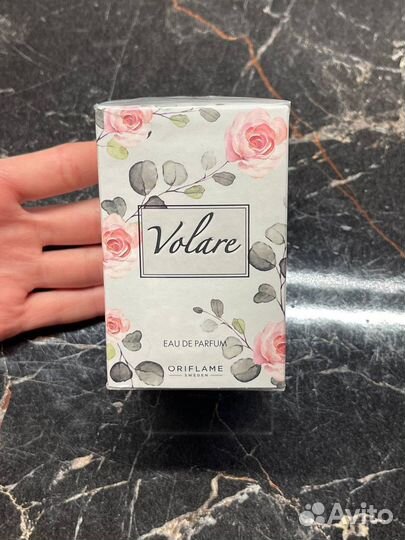 Volare
EAU DE PARFUM
ORIFLAME
SWEDEN
Avito